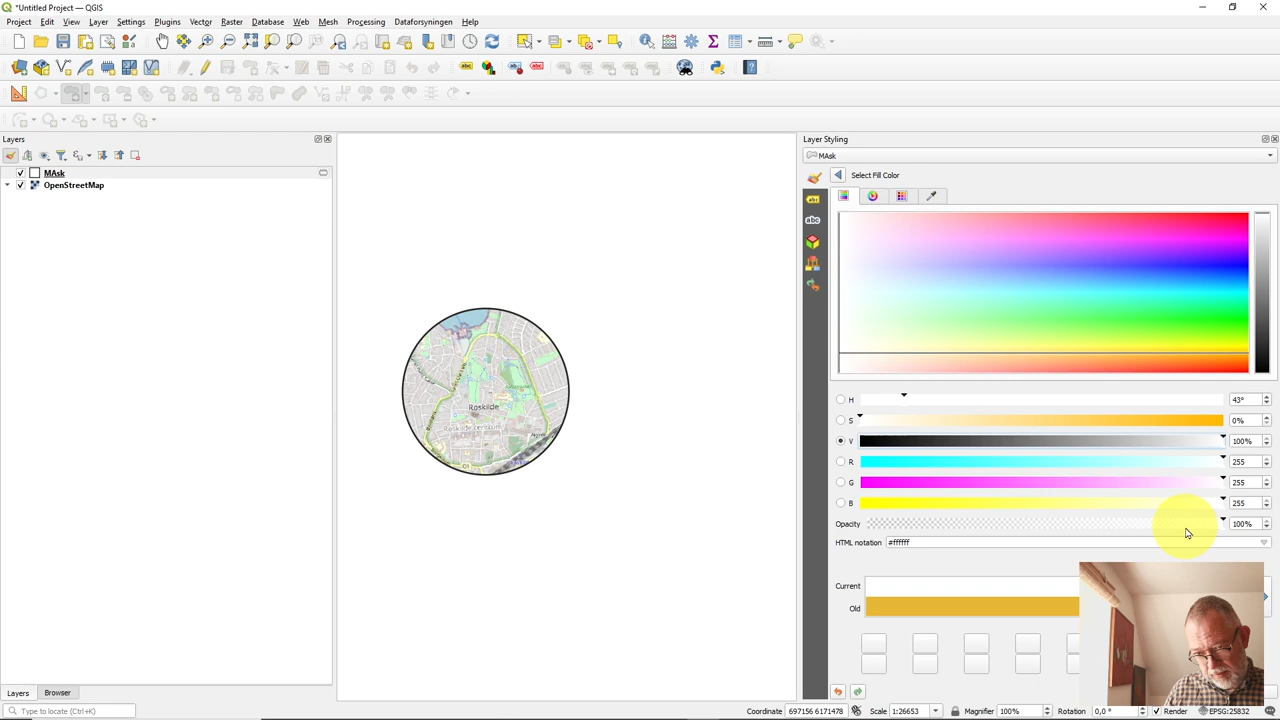 *Untitled Project — QGIS
Project Edit View Layer Settings Plugins Vector Raster Database Web Mesh Processing Dataforsyningen Help
Layers
MAsk
OpenStreetMap
Roskilde
Roskilde centrum
O1
Layer Styling
MAsk
Select Fill Color
H 43°
S 0%
V 100%
R 255
G 255
B 255
Opacity 100%
HTML notation #ffffff
Current
Old
Layers Browser
Type to locate (Ctrl+K)
Coordinate 697156 6171478 Scale 1:26653 Magnifier 100% Rotation 0,0 ° Render EPSG:25832